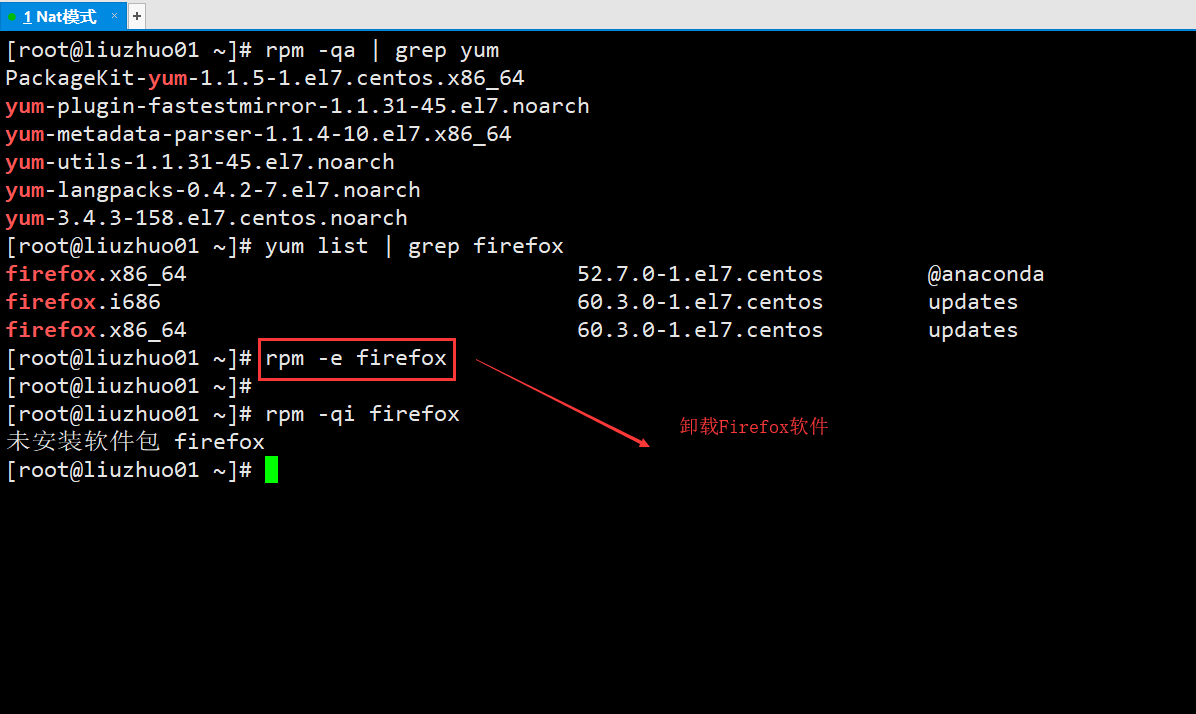 1 Nat模式 × +
[root@liuzhuo01 ~]# rpm -qa | grep yum
PackageKit-yum-1.1.5-1.el7.centos.x86_64
yum-plugin-fastestmirror-1.1.31-45.el7.noarch
yum-metadata-parser-1.1.4-10.el7.x86_64
yum-utils-1.1.31-45.el7.noarch
yum-langpacks-0.4.2-7.el7.noarch
yum-3.4.3-158.el7.centos.noarch
[root@liuzhuo01 ~]# yum list | grep firefox
firefox.x86_64 52.7.0-1.el7.centos @anaconda
firefox.i686 60.3.0-1.el7.centos updates
firefox.x86_64 60.3.0-1.el7.centos updates
[root@liuzhuo01 ~]# rpm -e firefox
[root@liuzhuo01 ~]#
[root@liuzhuo01 ~]# rpm -qi firefox
卸载Firefox软件
未安装软件包 firefox
[root@liuzhuo01 ~]#